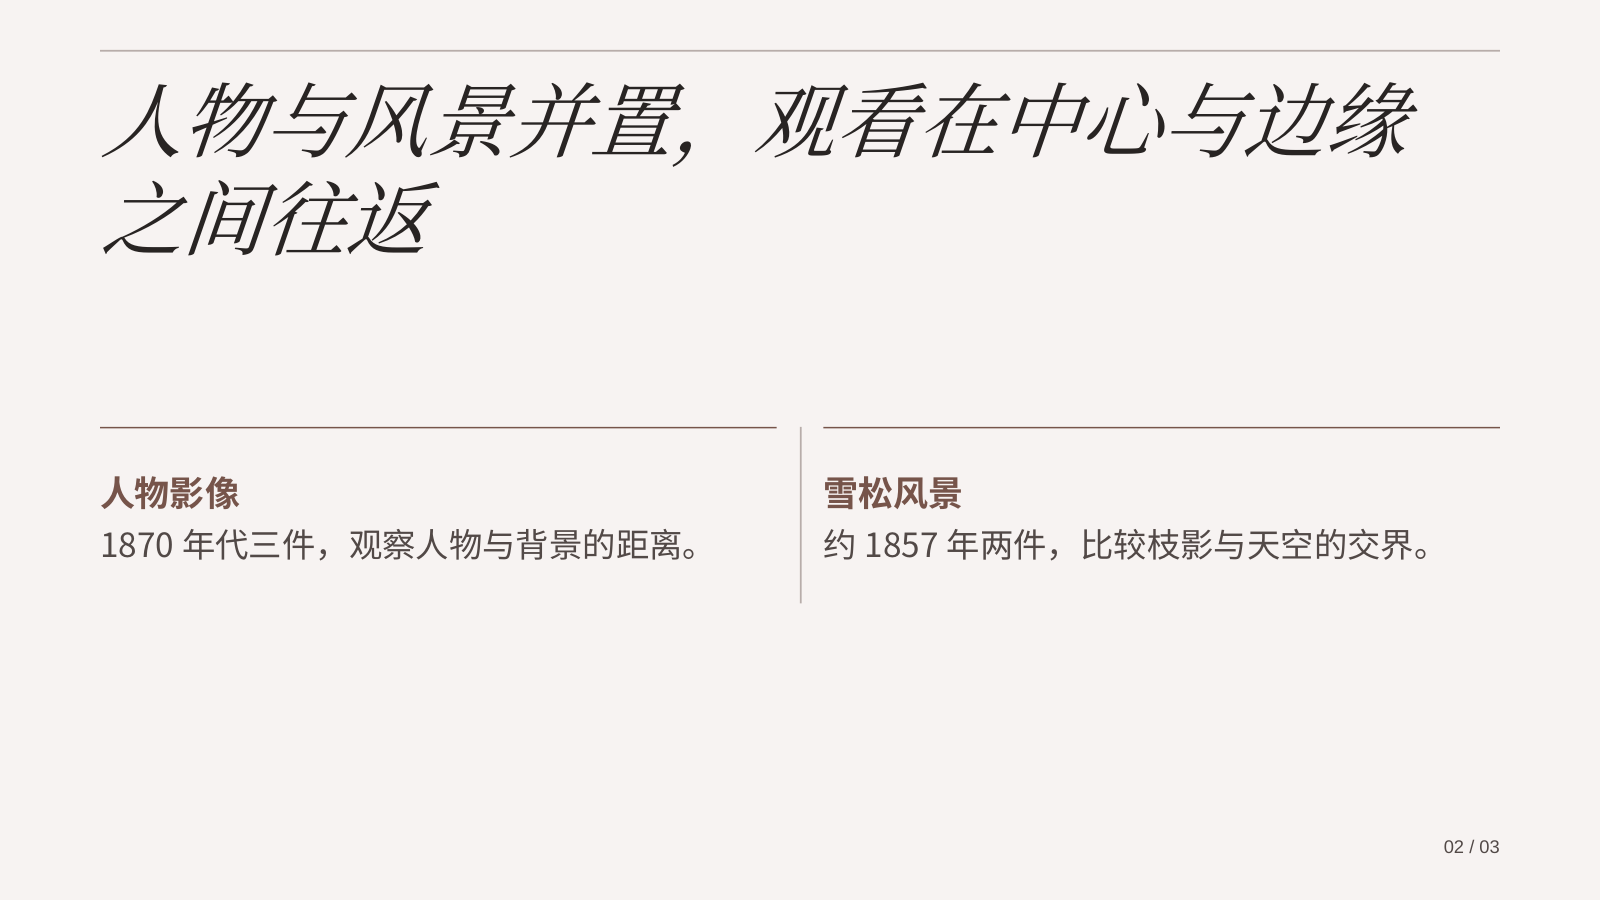 人物与风景并置，观看在中心与边缘
之间往返
人物影像
1870 年代三件，观察人物与背景的距离。
雪松风景
约 1857 年两件，比较枝影与天空的交界。
02 / 03